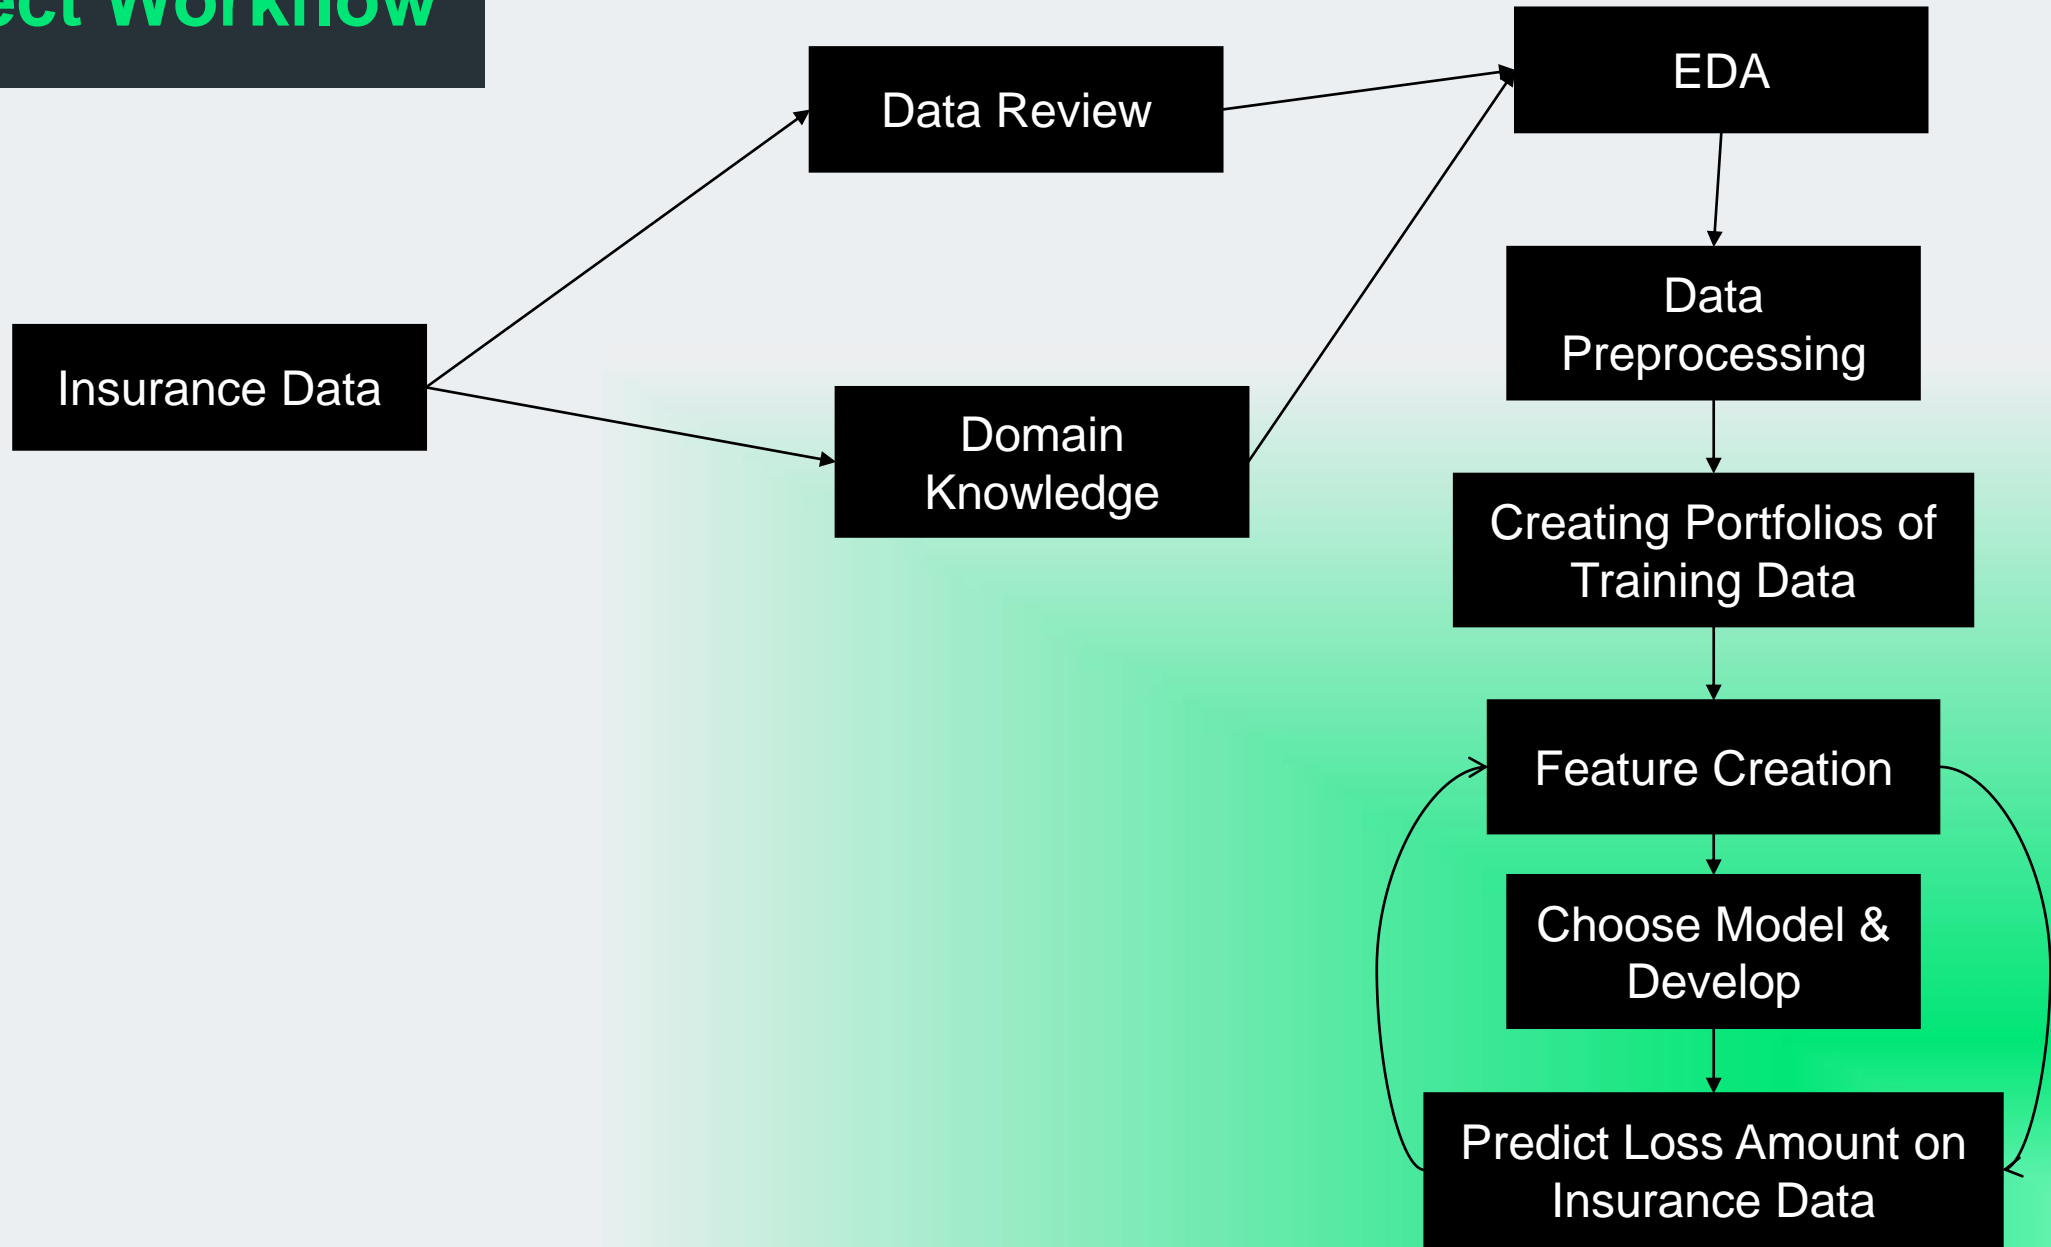 Workflow
EDA
Data Review
Data
Preprocessing
Insurance Data
Domain
Knowledge
Creating Portfolios of
Training Data
Feature Creation
Choose Model &
Develop
Predict Loss Amount on
Insurance Data